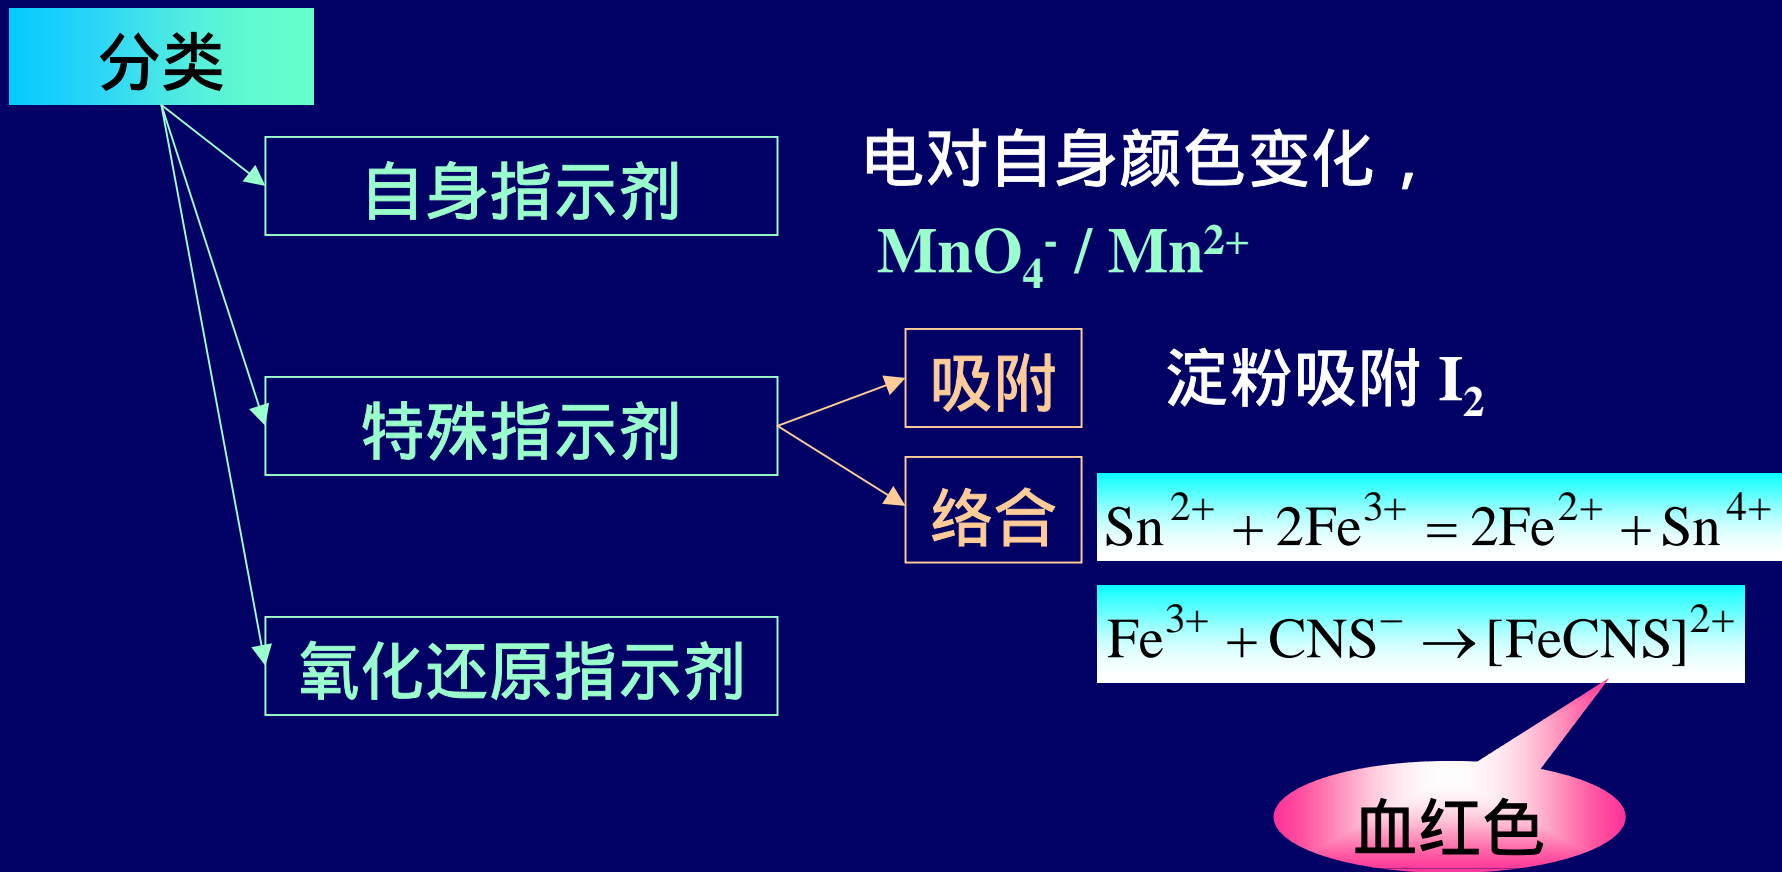 分类
自身指示剂
电对自身颜色变化，
MnO₄⁻ / Mn²⁺
特殊指示剂
吸附
淀粉吸附 I₂
络合
Sn²⁺ + 2Fe³⁺ = 2Fe²⁺ + Sn⁴⁺
Fe³⁺ + CNS⁻ → [FeCNS]²⁺
氧化还原指示剂
血红色